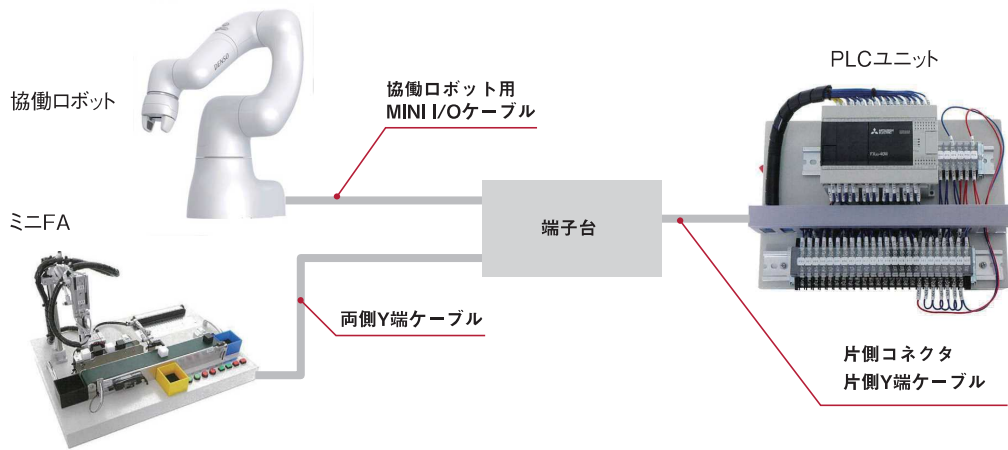 協働ロボット
協働ロボット用
MINI I/Oケーブル
PLCユニット
DENSO
ミニFA
端子台
両側Y端ケーブル
片側コネクタ
片側Y端ケーブル